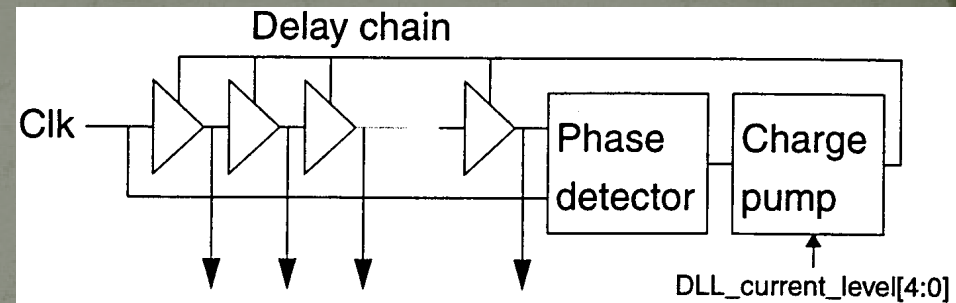 Delay chain
Clk
Phase
detector
Charge
pump
DLL_current_level[4:0]